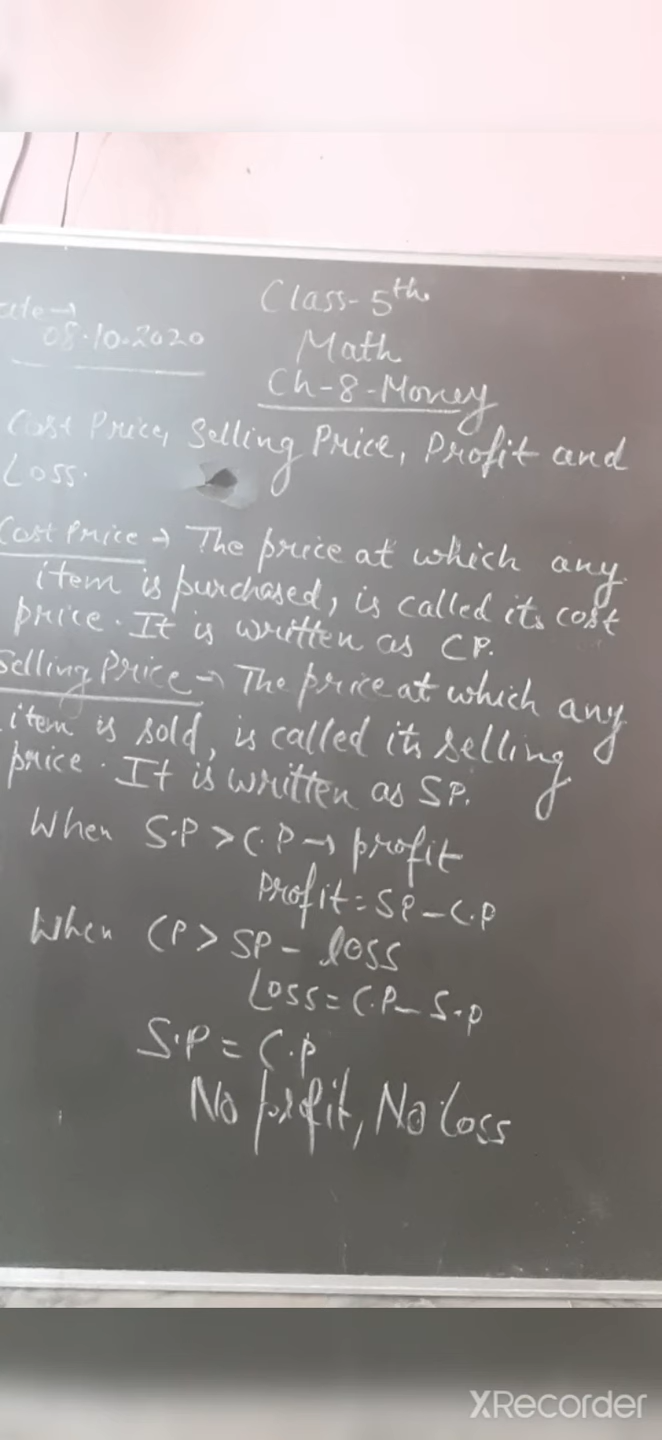 Date→
08.10.2020
Class-5th
Math
Ch-8-Money
Cost Price, Selling Price, Profit and
Loss.
Cost Price → The price at which any
item is purchased, is called its cost
price. It is written as CP.
Selling Price → The price at which any
item is sold, is called its selling
price. It is written as SP.
When S.P > C.P → profit
Profit = SP – C.P
When CP > SP – loss
Loss = C.P – S.P
S.P = C.P
No profit, No loss
XRecorder